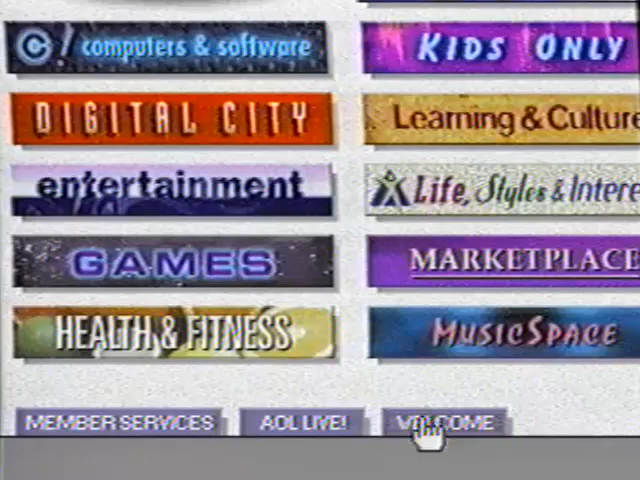 C! computers & software
KIDS ONLY
DIGITAL CITY
Learning & Culture
entertainment
Life, Styles & Intere
GAMES
MARKETPLACE
HEALTH & FITNESS
MUSICSPACE
MEMBER SERVICES
AOL LIVE!
WELCOME